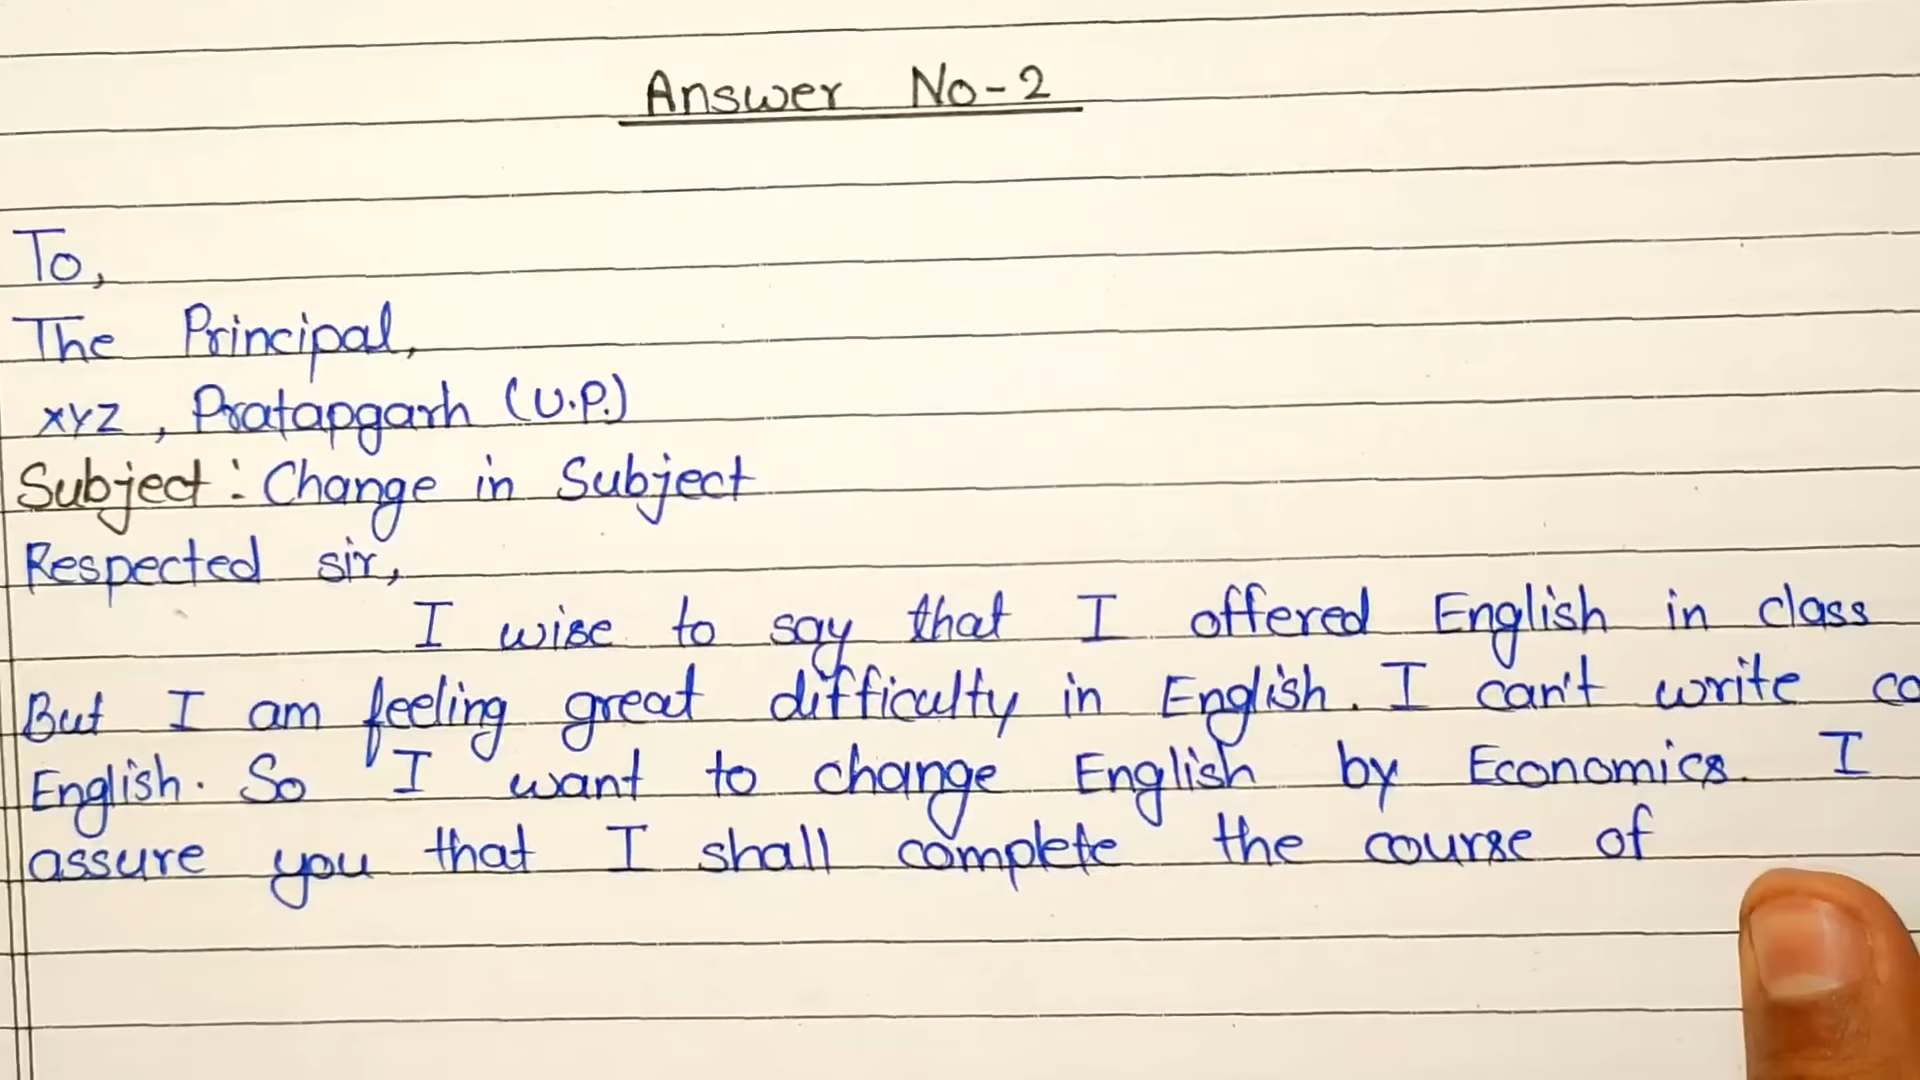 Answer No-2
To,
The Principal,
XYZ, Pratapgarh (U.P.)
Subject: Change in Subject
Respected sir,
I wise to say that I offered English in class
But I am feeling great difficulty in English. I can't write co
English. So I want to change English by Economics. I
assure you that I shall complete the course of